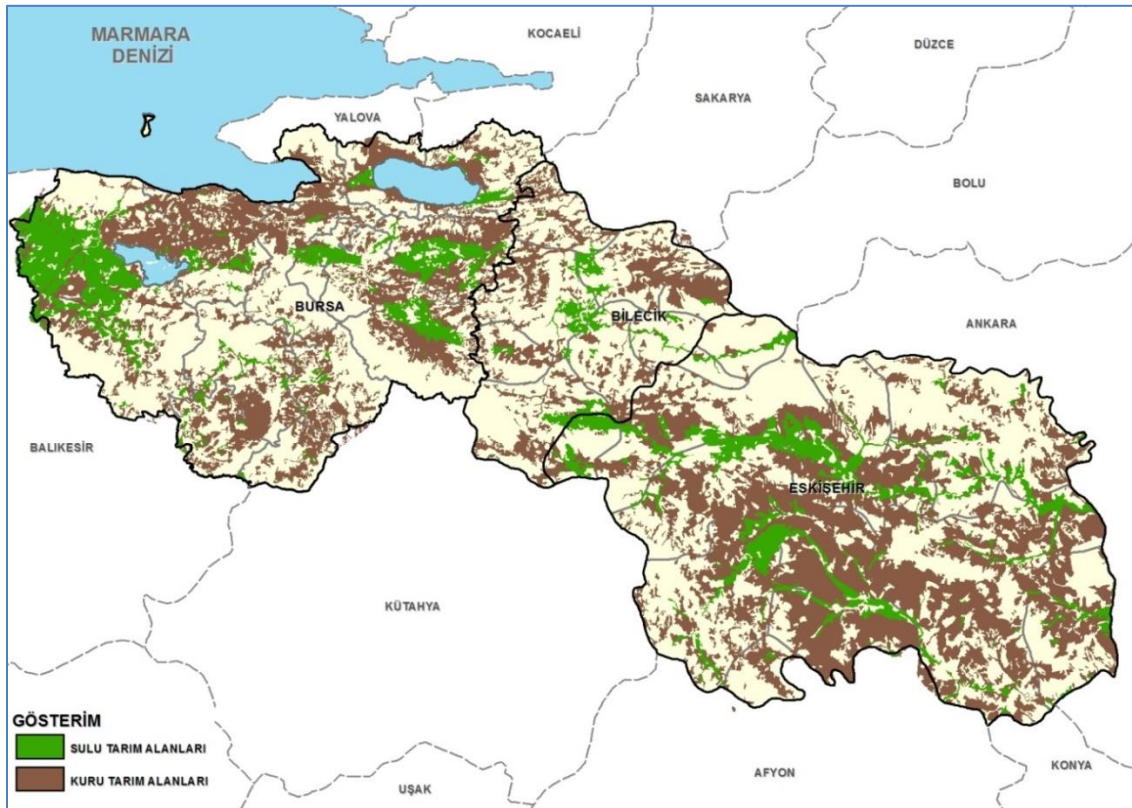 MARMARA
DENİZİ
KOCAELİ
DÜZCE
SAKARYA
YALOVA
BOLU
BURSA
BİLECİK
ANKARA
BALIKESİR
ESKİŞEHİR
KÜTAHYA
GÖSTERİM
SULU TARIM ALANLARI
KURU TARIM ALANLARI
UŞAK
AFYON
KONYA